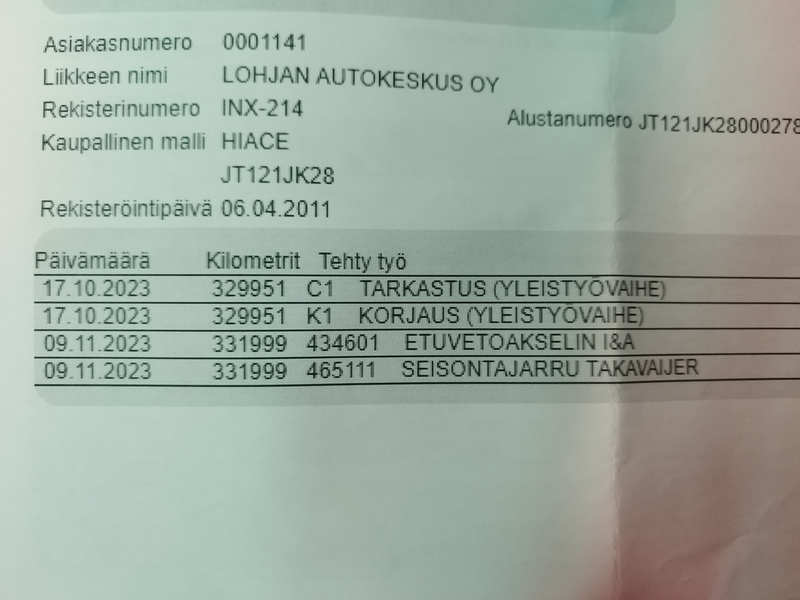 Asiakasnumero 0001141
Liikkeen nimi LOHJAN AUTOKESKUS OY
Rekisterinumero INX-214
Alustanumero JT121JK28000278
Kaupallinen malli HIACE
JT121JK28
Rekisteröintipäivä 06.04.2011
Päivämäärä Kilometrit Tehty työ
17.10.2023 329951 C1 TARKASTUS (YLEISTYÖVAIHE)
17.10.2023 329951 K1 KORJAUS (YLEISTYÖVAIHE)
09.11.2023 331999 434601 ETUVETOAKSELIN I&A
09.11.2023 331999 465111 SEISONTAJARRU TAKAVAIJER